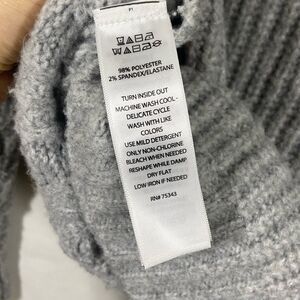 98% POLYESTER
2% SPANDEX/ELASTANE
TURN INSIDE OUT
MACHINE WASH COOL -
DELICATE CYCLE
WASH WITH LIKE
COLORS
USE MILD DETERGENT
ONLY NON-CHLORINE
BLEACH WHEN NEEDED
RESHAPE WHILE DAMP
DRY FLAT
LOW IRON IF NEEDED
RN# 75343